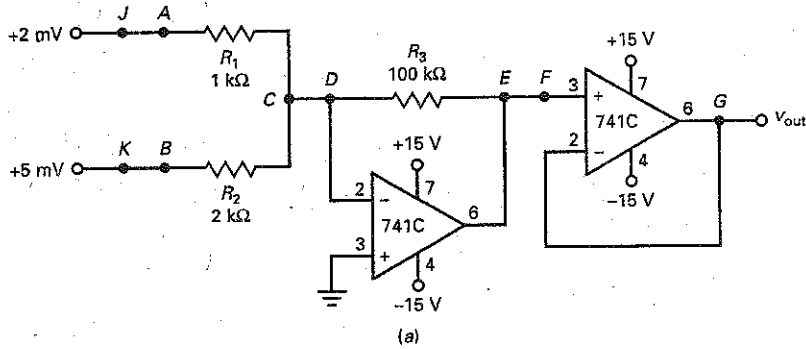 J A
+2 mV
R1
1 kΩ
C D
R3
100 kΩ
E F
+15 V
3 + 7
741C
6 G
vout
2 −
4
−15 V
K B
+5 mV
R2
2 kΩ
+15 V
7
2 −
741C
6
3 +
4
−15 V
(a)